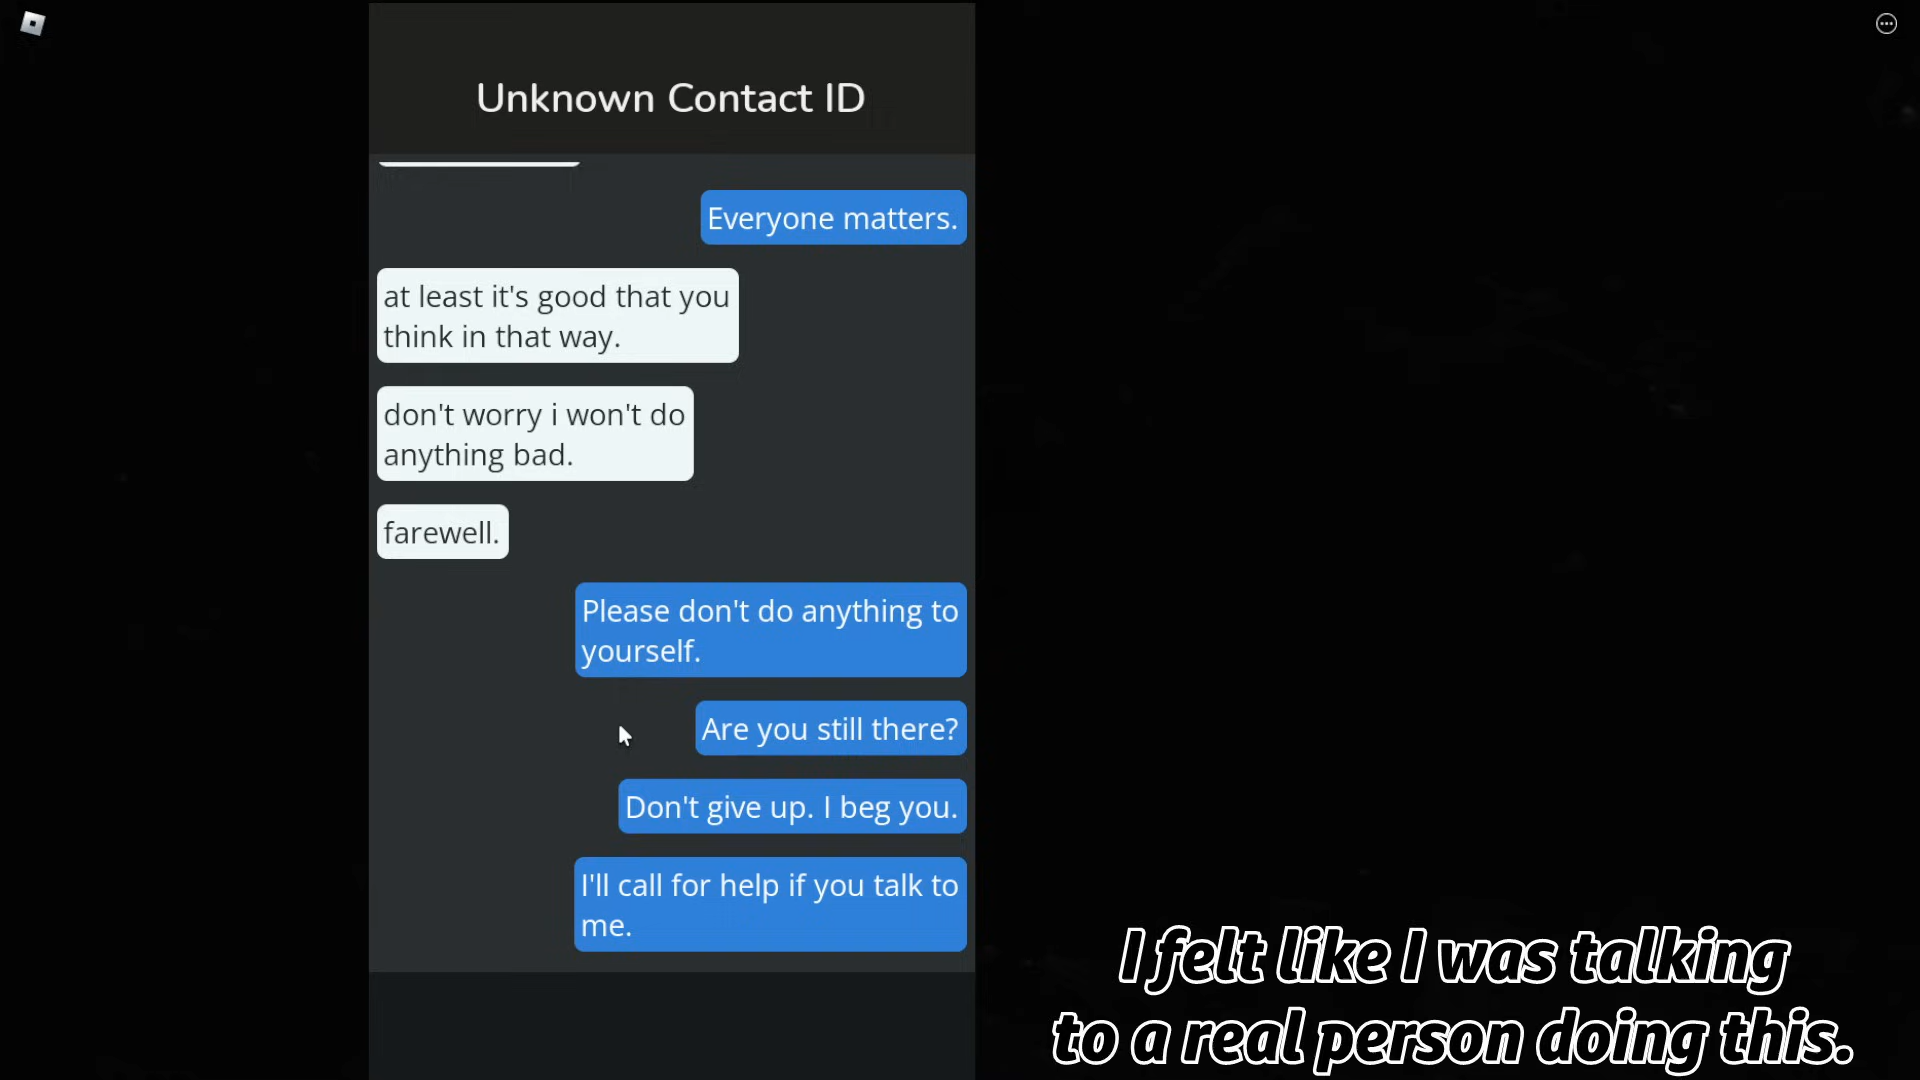 Unknown Contact ID
Everyone matters.
at least it's good that you
think in that way.
don't worry i won't do
anything bad.
farewell.
Please don't do anything to
yourself.
Are you still there?
Don't give up. I beg you.
I'll call for help if you talk to
me.
I felt like I was talking
to a real person doing this.